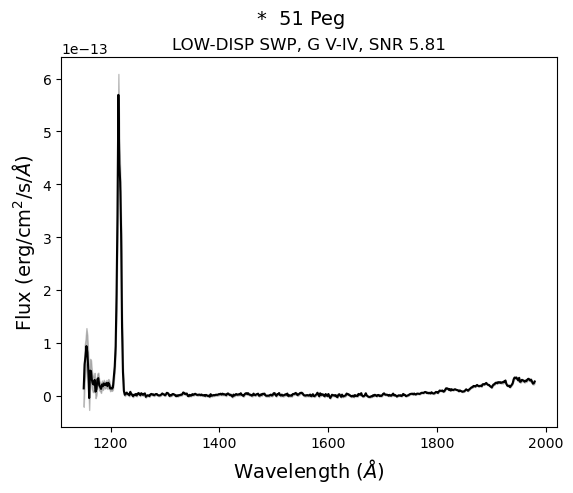 * 51 Peg
LOW-DISP SWP, G V-IV, SNR 5.81
1e−13
6
5
4
3
2
1
0
Flux (erg/cm²/s/Å)
1200 1400 1600 1800 2000
Wavelength (Å)